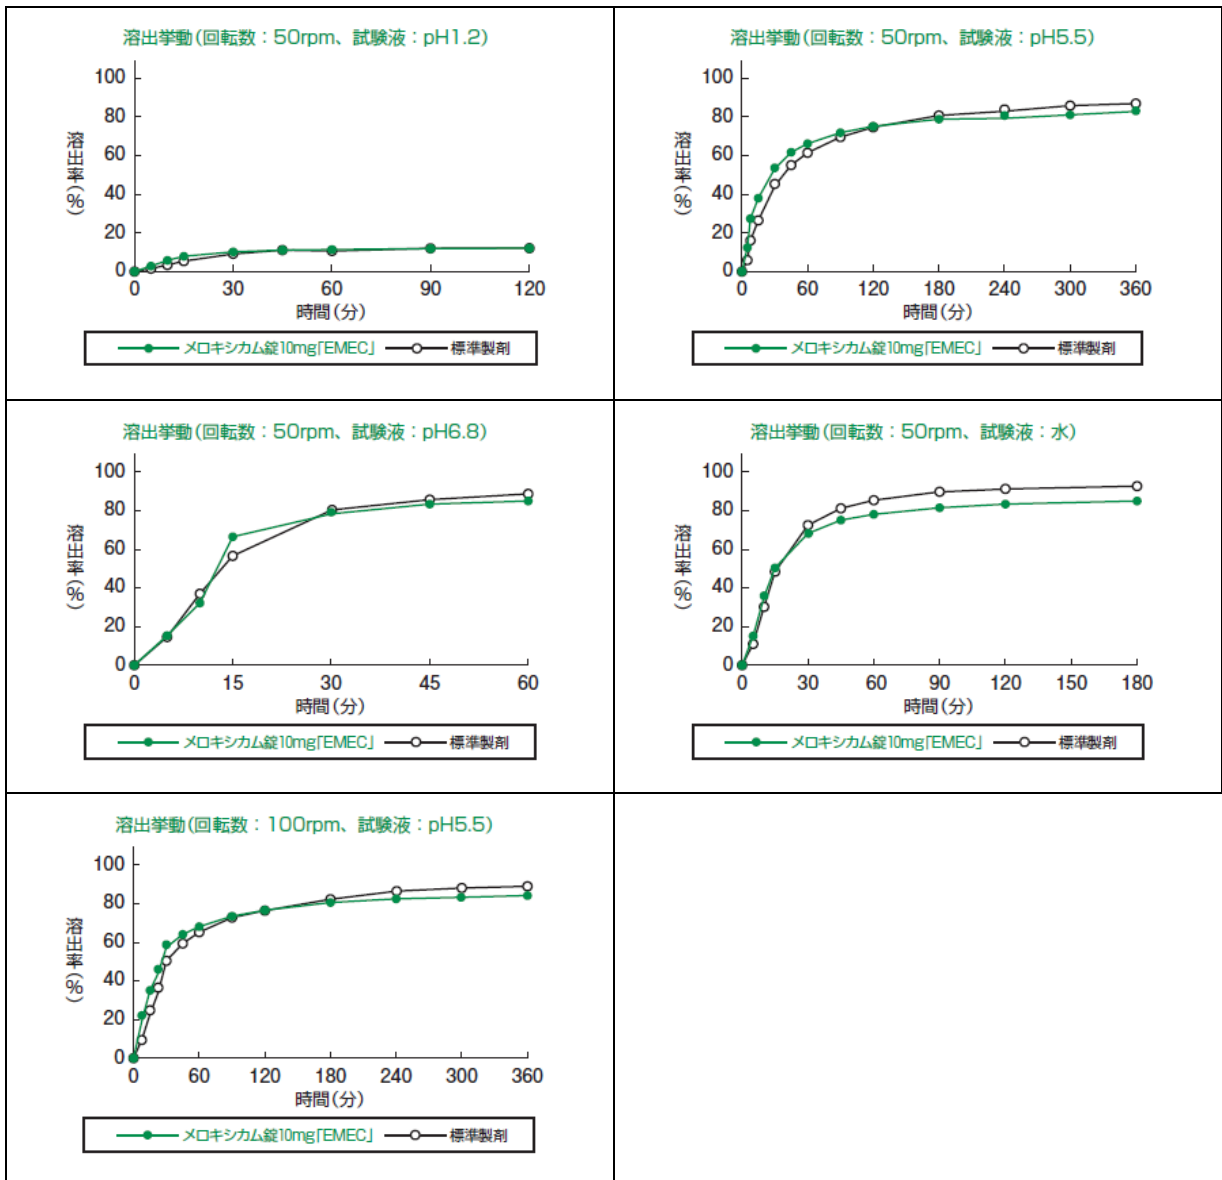 溶出挙動(回転数：50rpm、試験液：pH1.2)
100
80
60
40
20
0
溶出率(%)
0 30 60 90 120
時間(分)
メロキシカム錠10mg「EMEC」 標準製剤
溶出挙動(回転数：50rpm、試験液：pH5.5)
100
80
60
40
20
0
溶出率(%)
0 60 120 180 240 300 360
時間(分)
メロキシカム錠10mg「EMEC」 標準製剤
溶出挙動(回転数：50rpm、試験液：pH6.8)
100
80
60
40
20
0
溶出率(%)
0 15 30 45 60
時間(分)
メロキシカム錠10mg「EMEC」 標準製剤
溶出挙動(回転数：50rpm、試験液：水)
100
80
60
40
20
0
溶出率(%)
0 30 60 90 120 150 180
時間(分)
メロキシカム錠10mg「EMEC」 標準製剤
溶出挙動(回転数：100rpm、試験液：pH5.5)
100
80
60
40
20
0
溶出率(%)
0 60 120 180 240 300 360
時間(分)
メロキシカム錠10mg「EMEC」 標準製剤